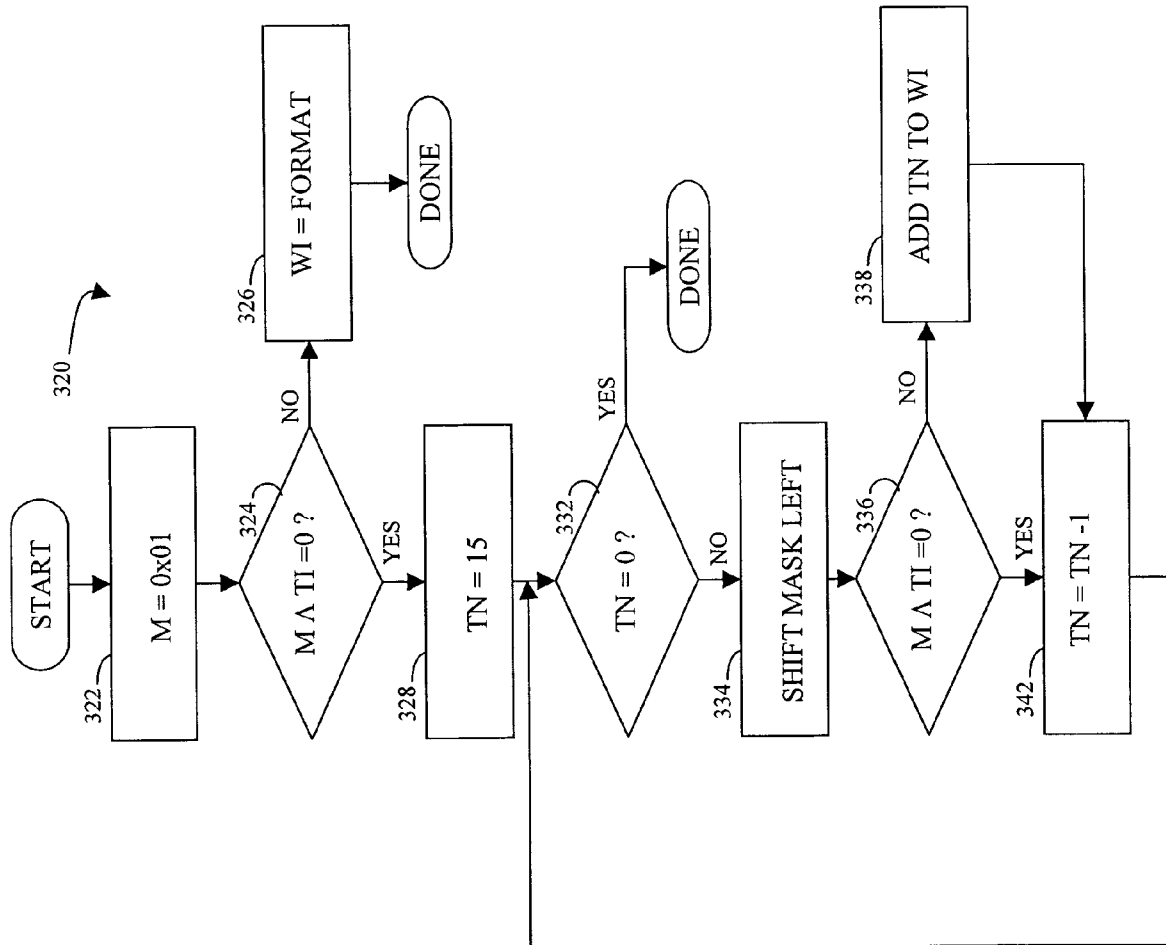 320
START
322
M = 0x01
324
M Λ TI =0 ?
NO
326
WI = FORMAT
DONE
YES
328
TN = 15
332
TN = 0 ?
YES
DONE
NO
334
SHIFT MASK LEFT
336
M Λ TI =0 ?
NO
338
ADD TN TO WI
YES
342
TN = TN -1